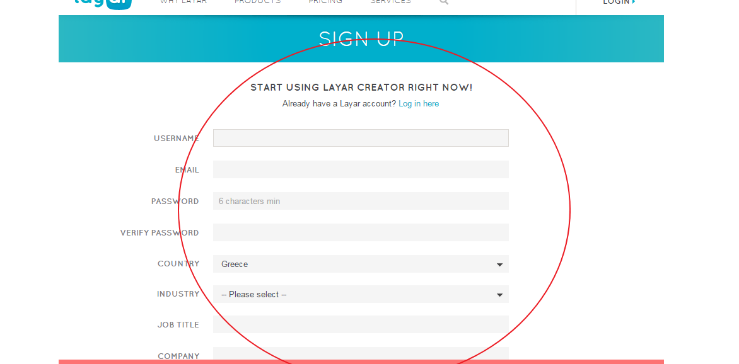 layar WHY LAYAR PRODUCTS PRICING SERVICES LOGIN
SIGN UP
START USING LAYAR CREATOR RIGHT NOW!
Already have a Layar account? Log in here
USERNAME
EMAIL
PASSWORD 6 characters min
VERIFY PASSWORD
COUNTRY Greece
INDUSTRY -- Please select --
JOB TITLE
COMPANY